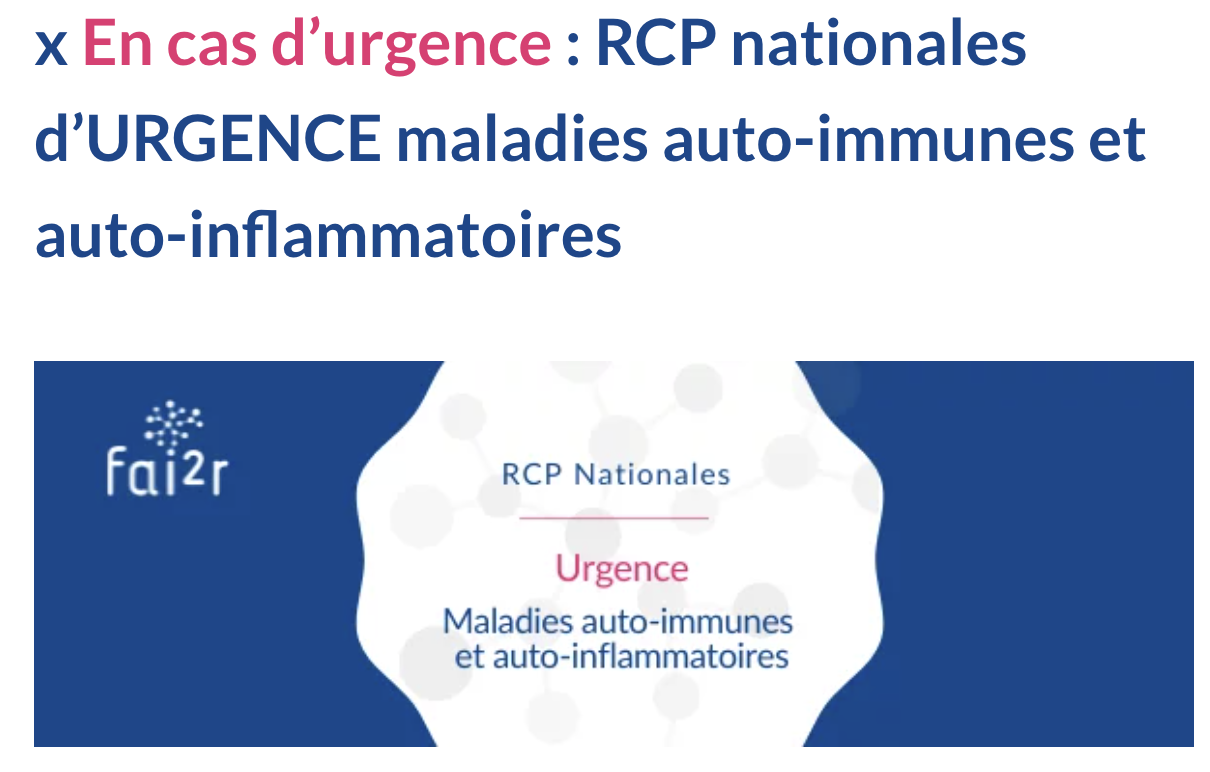 x En cas d’urgence : RCP nationales
d’URGENCE maladies auto-immunes et
auto-inflammatoires
fai2r
RCP Nationales
Urgence
Maladies auto-immunes
et auto-inflammatoires